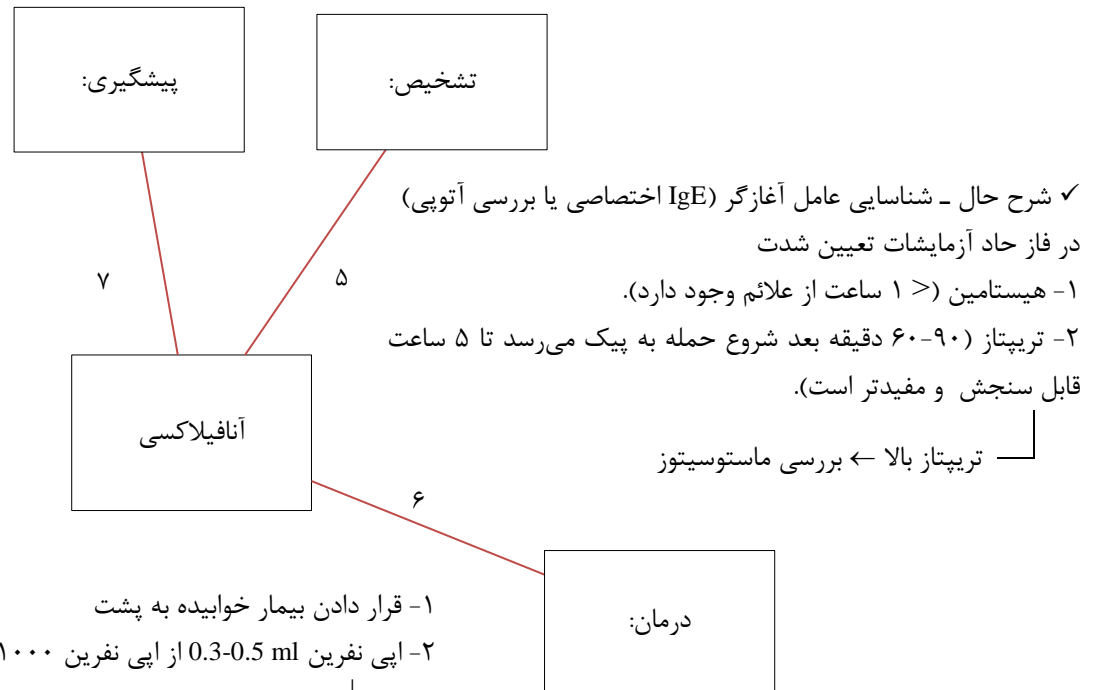 پیشگیری:
تشخیص:
✓ شرح حال ـ شناسایی عامل آغازگر (IgE اختصاصی یا بررسی آتوپی)
در فاز حاد آزمایشات تعیین شدت
۱- هیستامین (< ۱ ساعت از علائم وجود دارد).
۲- تریپتاز (۹۰-۶۰ دقیقه بعد شروع حمله به پیک می‌رسد تا ۵ ساعت
قابل سنجش و مفیدتر است).
تریپتاز بالا ← بررسی ماستوسیتوز
۷
۵
آنافیلاکسی
۶
درمان:
۱- قرار دادن بیمار خوابیده به پشت
۲- اپی نفرین 0.3-0.5 ml از اپی نفرین ۱۰۰۰